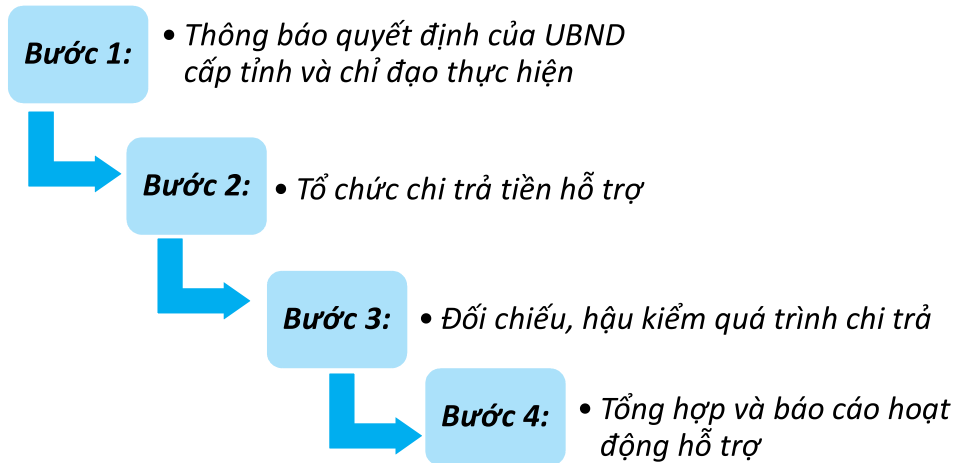 Bước 1:
• Thông báo quyết định của UBND
cấp tỉnh và chỉ đạo thực hiện
Bước 2:
• Tổ chức chi trả tiền hỗ trợ
Bước 3:
• Đối chiếu, hậu kiểm quá trình chi trả
Bước 4:
• Tổng hợp và báo cáo hoạt
động hỗ trợ